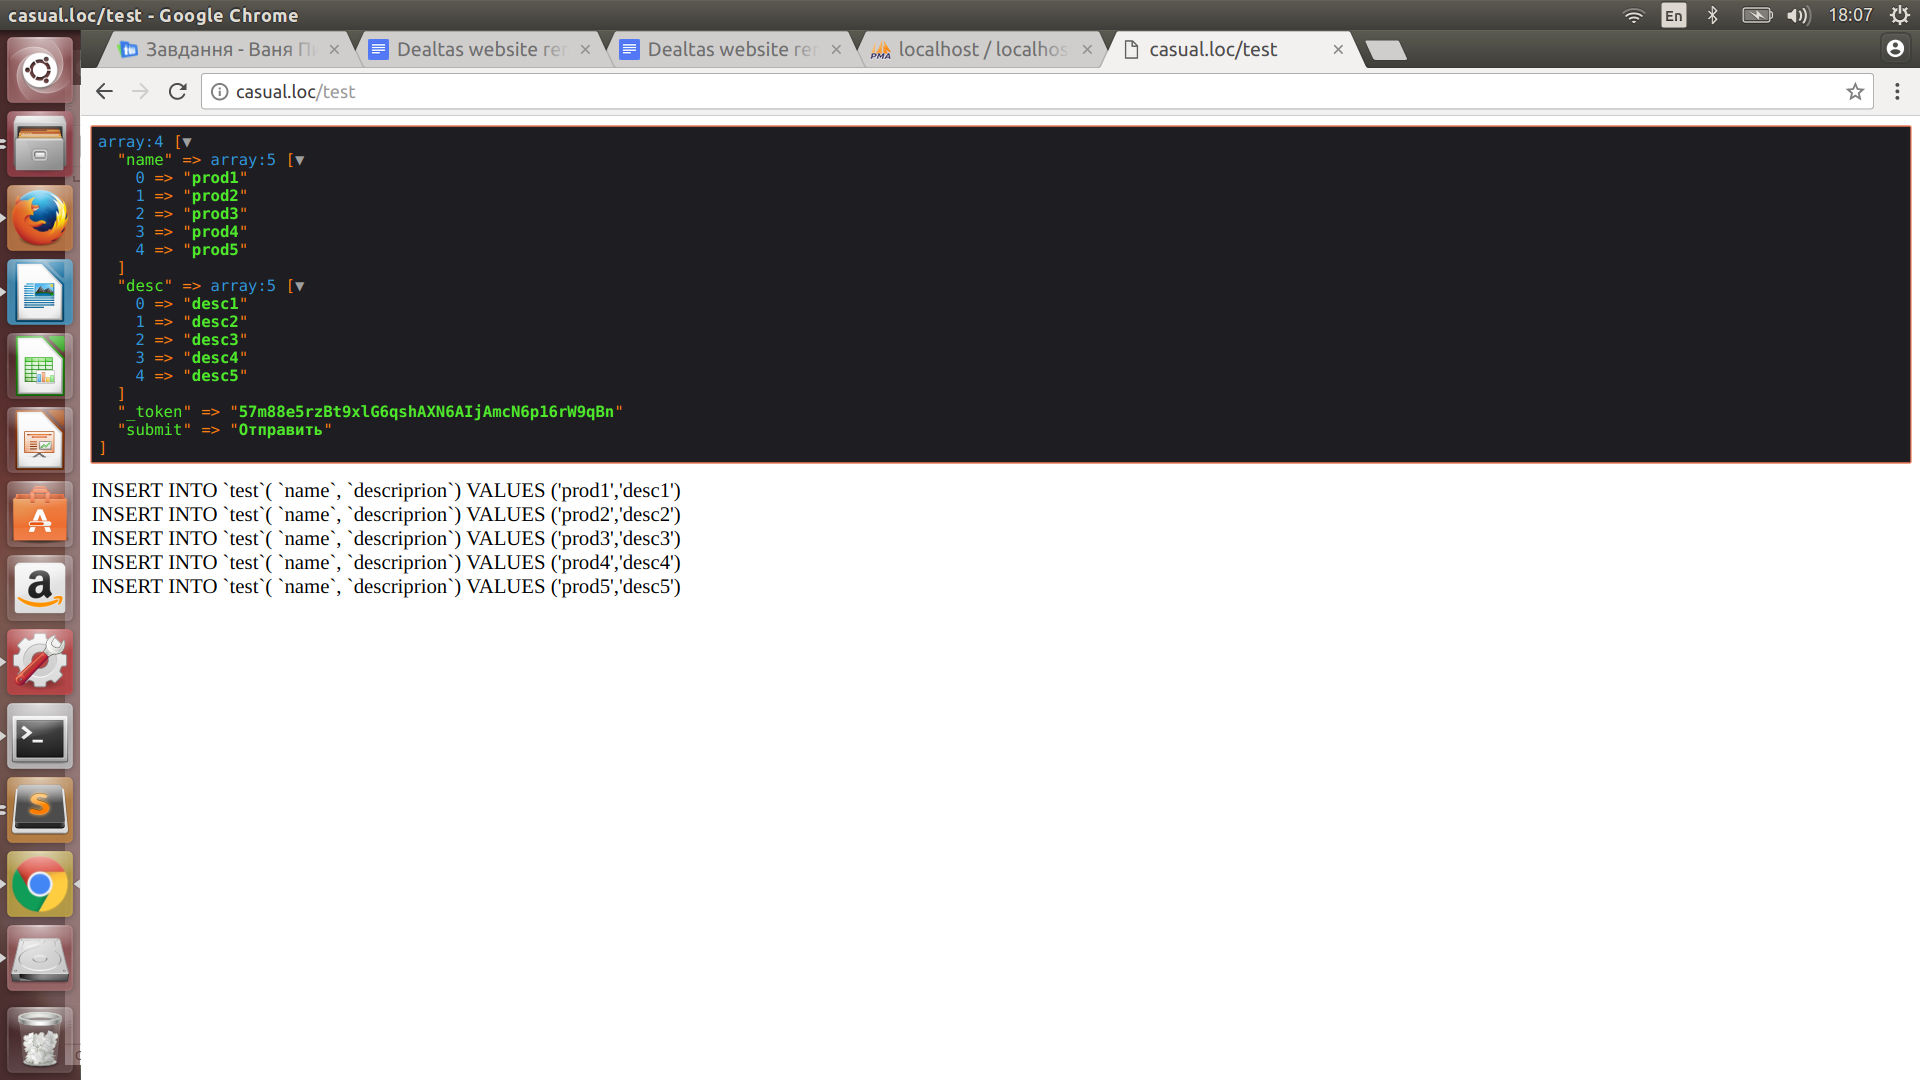 casual.loc/test - Google Chrome
En
18:07
Завдання - Ваня П
Dealtas website rer
Dealtas website rer
PMA
localhost / localhos
casual.loc/test
casual.loc/test
array:4 [▼
"name" => array:5 [▼
0 => "prod1"
1 => "prod2"
2 => "prod3"
3 => "prod4"
4 => "prod5"
]
"desc" => array:5 [▼
0 => "desc1"
1 => "desc2"
2 => "desc3"
3 => "desc4"
4 => "desc5"
]
"_token" => "57m88e5rzBt9xlG6qshAXN6AIjAmcN6p16rW9qBn"
"submit" => "Отправить"
]
INSERT INTO `test`( `name`, `descriprion`) VALUES ('prod1','desc1')
INSERT INTO `test`( `name`, `descriprion`) VALUES ('prod2','desc2')
INSERT INTO `test`( `name`, `descriprion`) VALUES ('prod3','desc3')
INSERT INTO `test`( `name`, `descriprion`) VALUES ('prod4','desc4')
INSERT INTO `test`( `name`, `descriprion`) VALUES ('prod5','desc5')